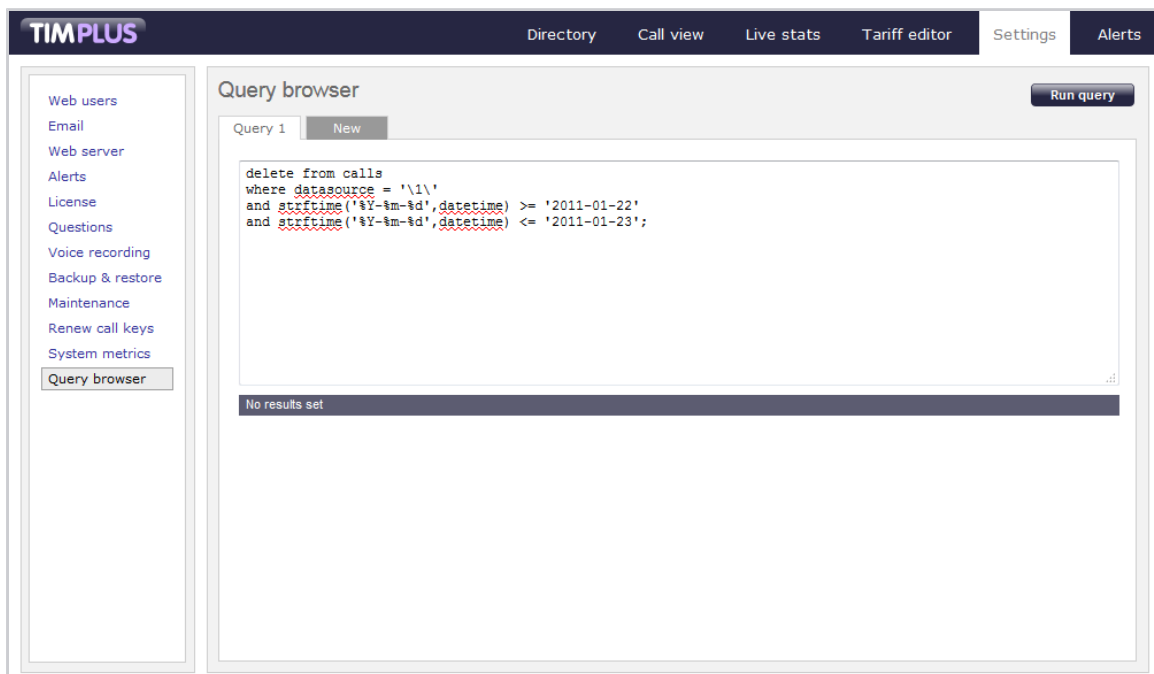 TIMPLUS
Directory Call view Live stats Tariff editor Settings Alerts
Web users
Email
Web server
Alerts
License
Questions
Voice recording
Backup & restore
Maintenance
Renew call keys
System metrics
Query browser
Query browser
Run query
Query 1 New
delete from calls
where datasource = '\1\'
and strftime('%Y-%m-%d',datetime) >= '2011-01-22'
and strftime('%Y-%m-%d',datetime) <= '2011-01-23';
No results set